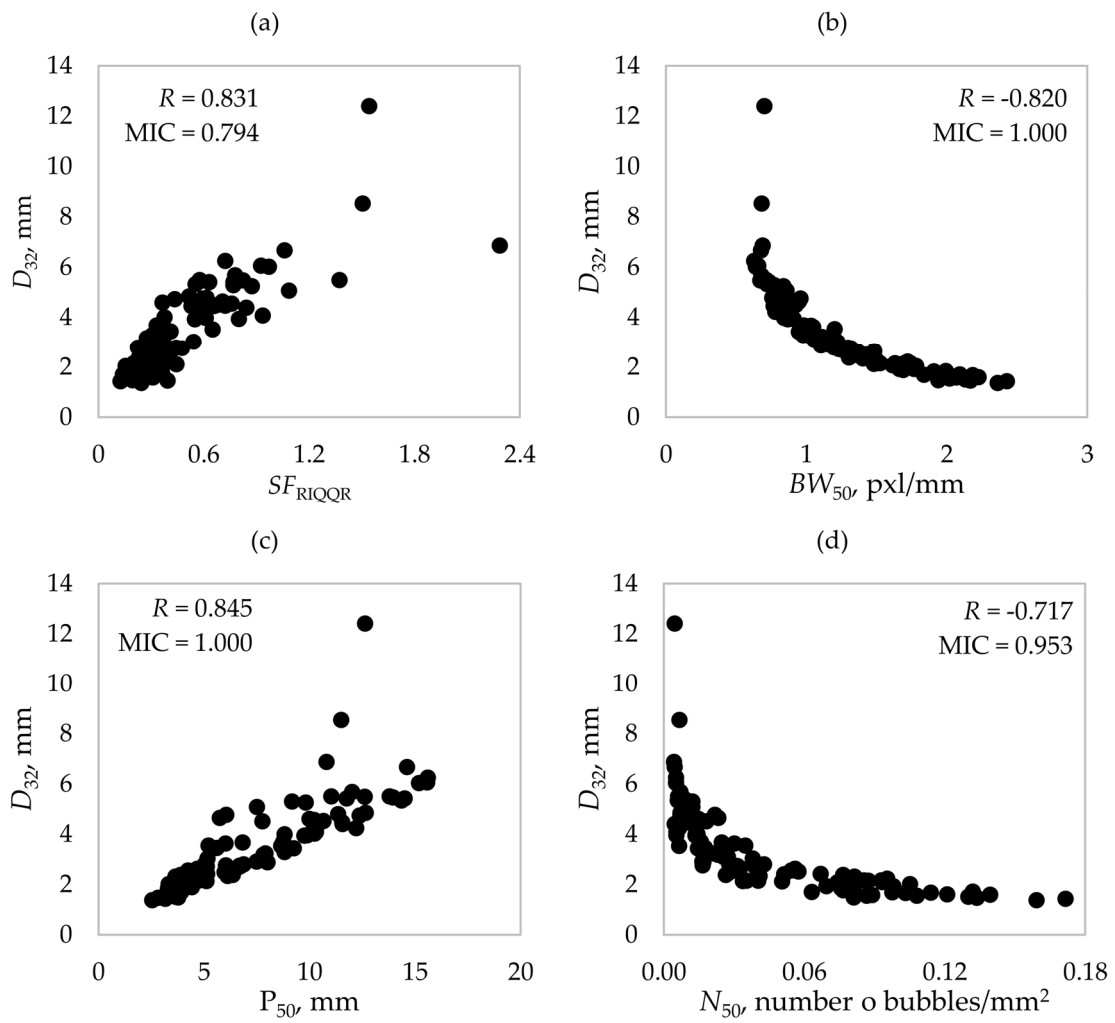 (a)
R = 0.831
MIC = 0.794
D32, mm
14
12
10
8
6
4
2
0
0 0.6 1.2 1.8 2.4
SFRIQQR
(b)
R = -0.820
MIC = 1.000
D32, mm
14
12
10
8
6
4
2
0
0 1 2 3
BW50, pxl/mm
(c)
R = 0.845
MIC = 1.000
D32, mm
14
12
10
8
6
4
2
0
0 5 10 15 20
P50, mm
(d)
R = -0.717
MIC = 0.953
D32, mm
14
12
10
8
6
4
2
0
0.00 0.06 0.12 0.18
N50, number o bubbles/mm2